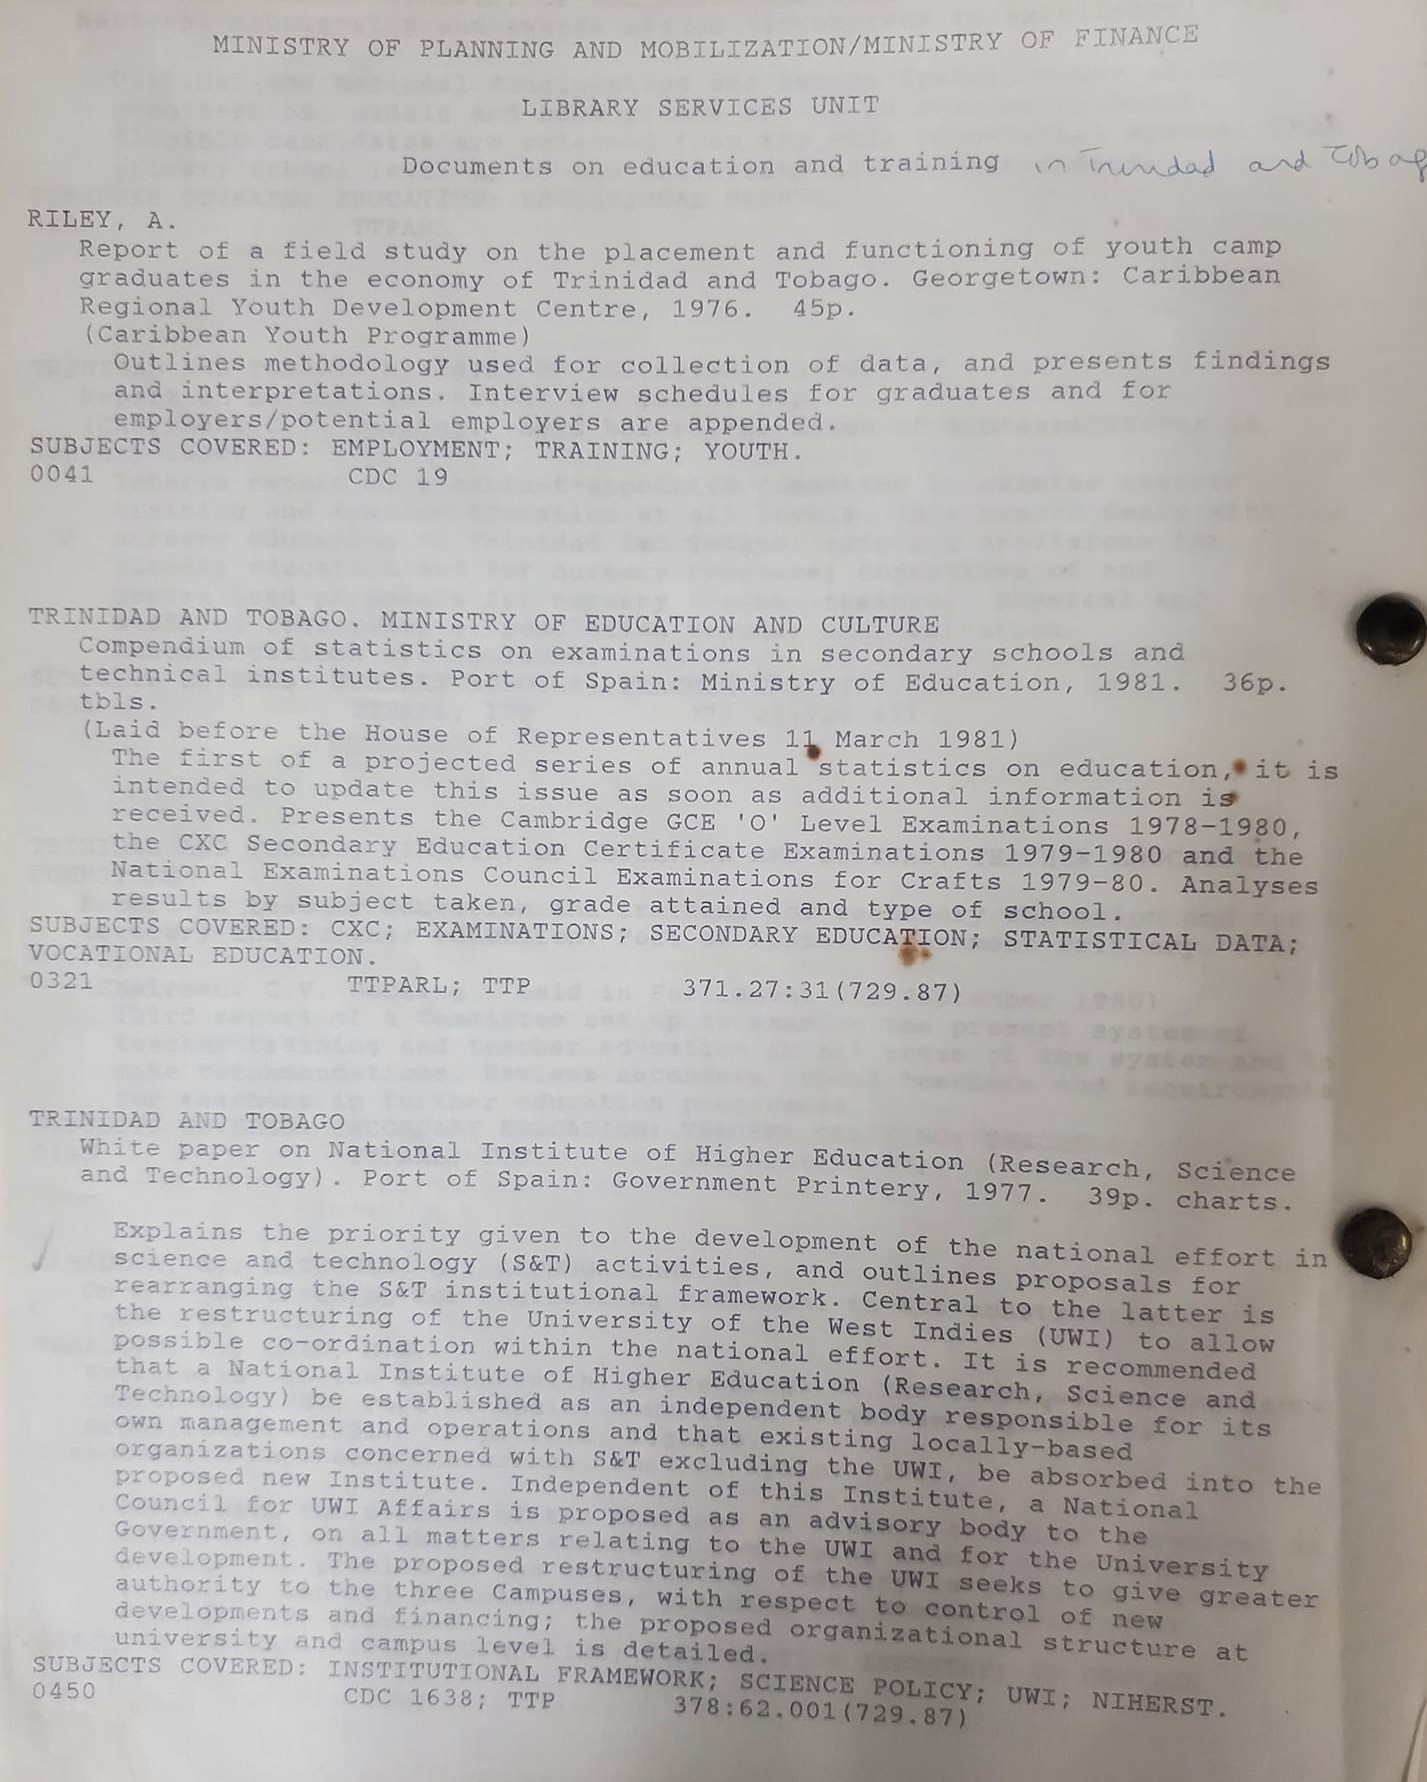 MINISTRY OF PLANNING AND MOBILIZATION/MINISTRY OF FINANCE
LIBRARY SERVICES UNIT
Documents on education and training in Trinidad and Tobag
RILEY, A.
Report of a field study on the placement and functioning of youth camp
graduates in the economy of Trinidad and Tobago. Georgetown: Caribbean
Regional Youth Development Centre, 1976. 45p.
(Caribbean Youth Programme)
Outlines methodology used for collection of data, and presents findings
and interpretations. Interview schedules for graduates and for
employers/potential employers are appended.
SUBJECTS COVERED: EMPLOYMENT; TRAINING; YOUTH.
0041 CDC 19
TRINIDAD AND TOBAGO. MINISTRY OF EDUCATION AND CULTURE
Compendium of statistics on examinations in secondary schools and
technical institutes. Port of Spain: Ministry of Education, 1981. 36p.
tbls.
(Laid before the House of Representatives 11 March 1981)
The first of a projected series of annual statistics on education, it is
intended to update this issue as soon as additional information is
received. Presents the Cambridge GCE 'O' Level Examinations 1978-1980,
the CXC Secondary Education Certificate Examinations 1979-1980 and the
National Examinations Council Examinations for Crafts 1979-80. Analyses
results by subject taken, grade attained and type of school.
SUBJECTS COVERED: CXC; EXAMINATIONS; SECONDARY EDUCATION; STATISTICAL DATA;
VOCATIONAL EDUCATION.
0321 TTPARL; TTP 371.27:31(729.87)
TRINIDAD AND TOBAGO
White paper on National Institute of Higher Education (Research, Science
and Technology). Port of Spain: Government Printery, 1977. 39p. charts.
Explains the priority given to the development of the national effort in
science and technology (S&T) activities, and outlines proposals for
rearranging the S&T institutional framework. Central to the latter is
the restructuring of the University of the West Indies (UWI) to allow
possible co-ordination within the national effort. It is recommended
that a National Institute of Higher Education (Research, Science and
Technology) be established as an independent body responsible for its
own management and operations and that existing locally-based
organizations concerned with S&T excluding the UWI, be absorbed into the
proposed new Institute. Independent of this Institute, a National
Council for UWI Affairs is proposed as an advisory body to the
Government, on all matters relating to the UWI and for the University
development. The proposed restructuring of the UWI seeks to give greater
authority to the three Campuses, with respect to control of new
developments and financing; the proposed organizational structure at
university and campus level is detailed.
SUBJECTS COVERED: INSTITUTIONAL FRAMEWORK; SCIENCE POLICY; UWI; NIHERST.
0450 CDC 1638; TTP 378:62.001(729.87)